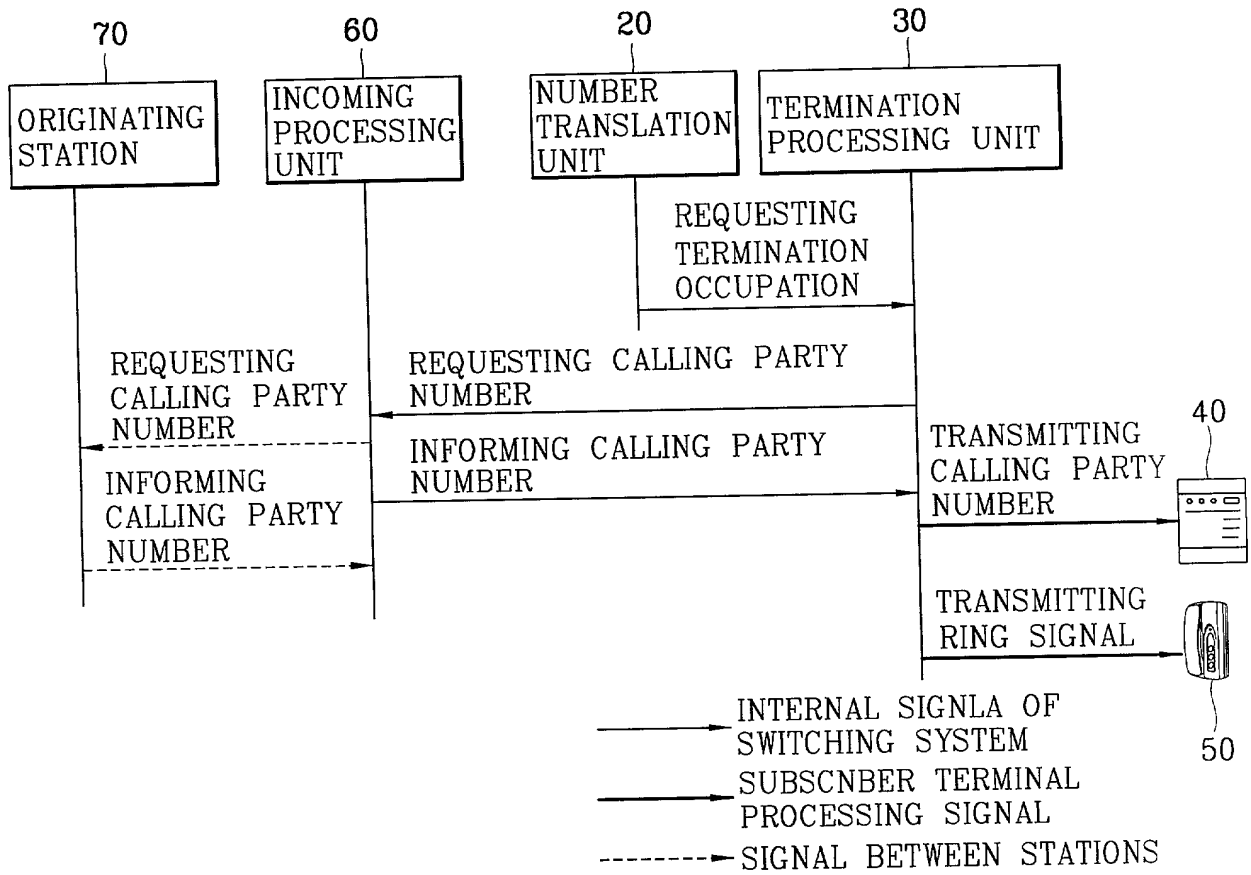 70
60
20
30
ORIGINATING
STATION
INCOMING
PROCESSING
UNIT
NUMBER
TRANSLATION
UNIT
TERMINATION
PROCESSING UNIT
REQUESTING
TERMINATION
OCCUPATION
REQUESTING
CALLING PARTY
NUMBER
REQUESTING CALLING PARTY
NUMBER
INFORMING
CALLING PARTY
NUMBER
INFORMING CALLING PARTY
NUMBER
TRANSMITTING
CALLING PARTY
NUMBER
40
TRANSMITTING
RING SIGNAL
50
INTERNAL SIGNLA OF
SWITCHING SYSTEM
SUBSCNBER TERMINAL
PROCESSING SIGNAL
SIGNAL BETWEEN STATIONS